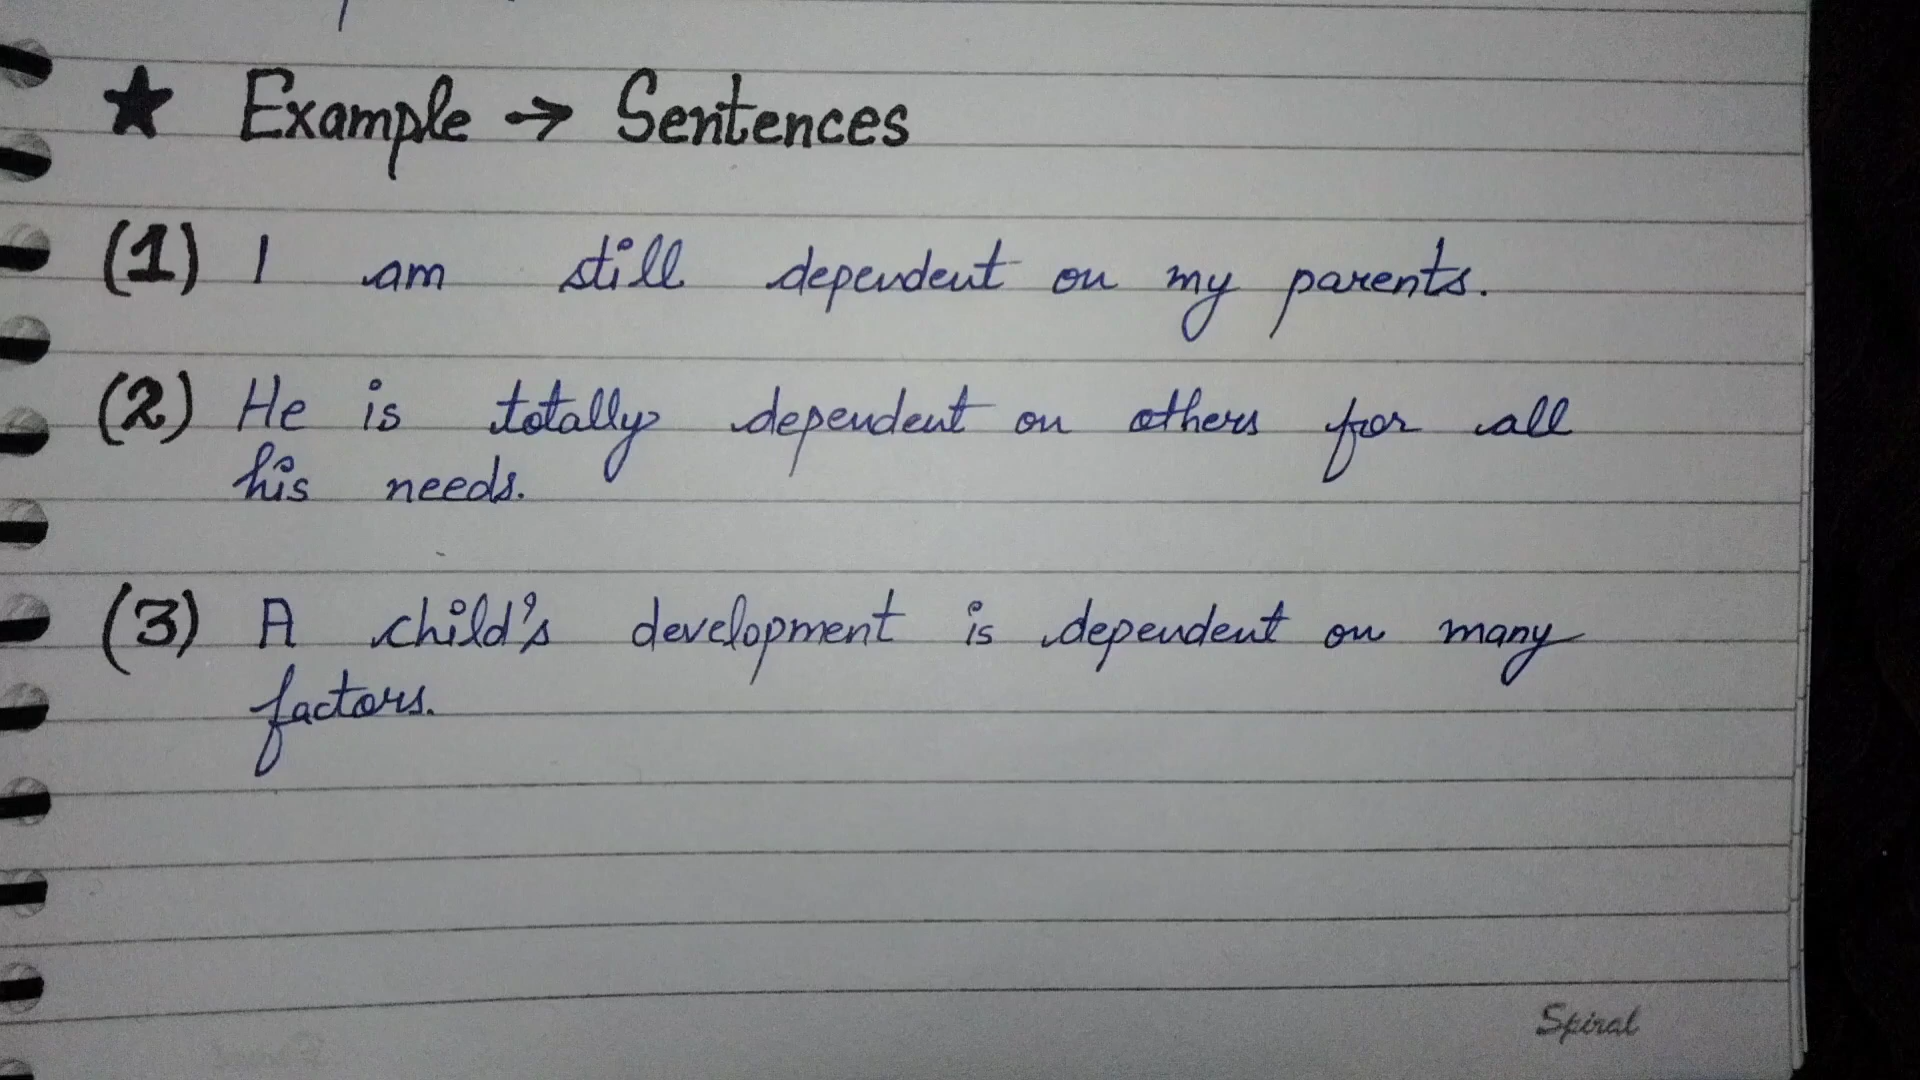 ★ Example → Sentences
(1) I am still dependent on my parents.
(2) He is totally dependent on others for all
his needs.
(3) A child's development is dependent on many
factors.
Spiral